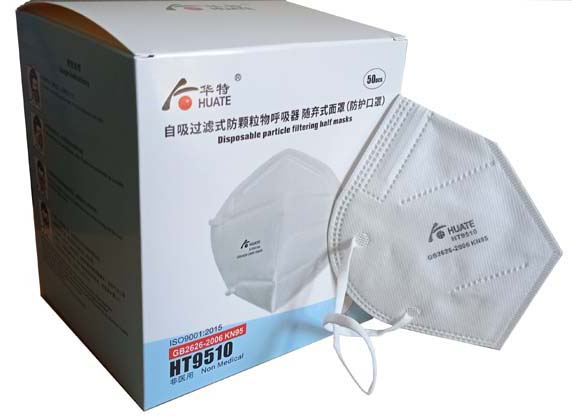 华特®
HUATE
50pcs
自吸过滤式防颗粒物呼吸器 随弃式面罩(防护口罩)
Disposable particle filtering half masks
HUATE
ISO9001:2015
GB2626-2006 KN95
HT9510
非医用 Non Medical
HUATE
HT9510
GB2626-2006 KN95